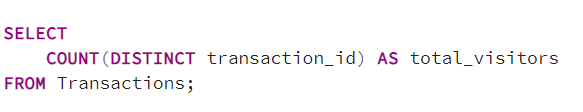 SELECT
    COUNT(DISTINCT transaction_id) AS total_visitors
FROM Transactions;